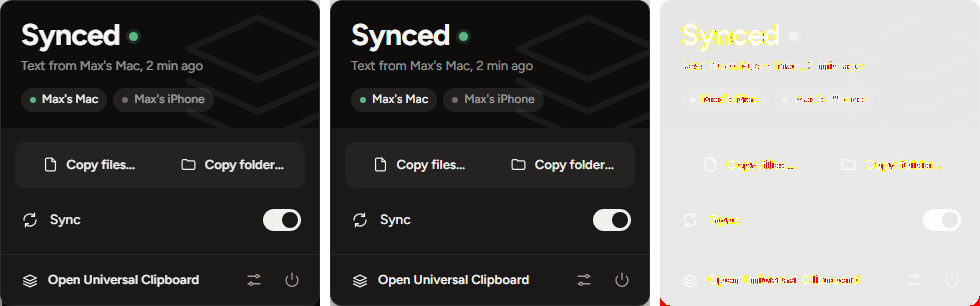 Synced
Text from Max's Mac, 2 min ago
Max's Mac
Max's iPhone
Copy files...
Copy folder...
Sync
Open Universal Clipboard
Synced
Text from Max's Mac, 2 min ago
Max's Mac
Max's iPhone
Copy files...
Copy folder...
Sync
Open Universal Clipboard
Synced